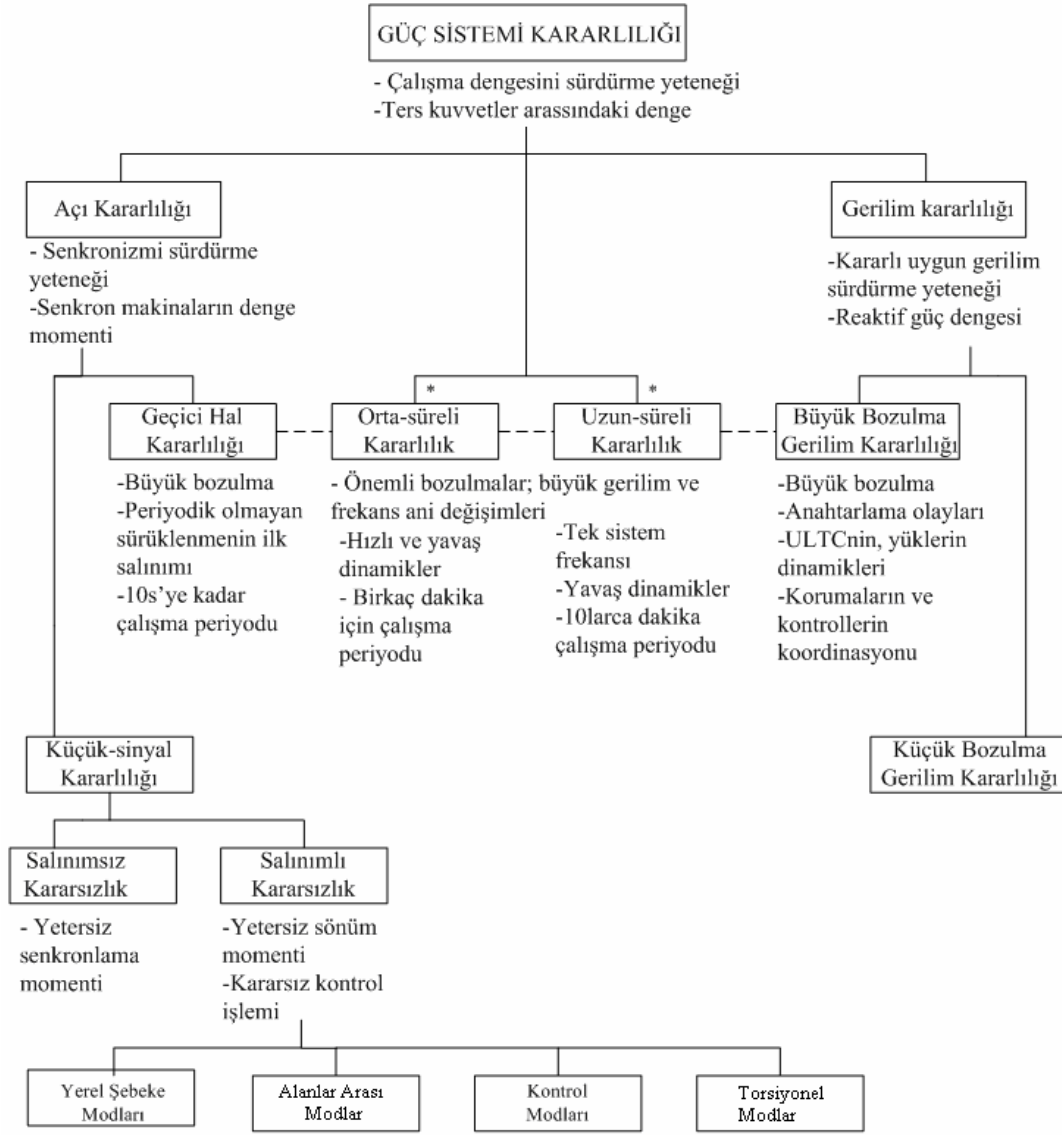 GÜÇ SİSTEMİ KARARLILIĞI
- Çalışma dengesini sürdürme yeteneği
-Ters kuvvetler arassındaki denge
Açı Kararlılığı
- Senkronizmi sürdürme
yeteneği
-Senkron makinaların denge
momenti
Gerilim kararlılığı
-Kararlı uygun gerilim
sürdürme yeteneği
-Reaktif güç dengesi
Geçici Hal
Kararlılığı
-Büyük bozulma
-Periyodik olmayan
sürüklenmenin ilk
salınımı
-10s'ye kadar
çalışma periyodu
*
Orta-süreli
Kararlılık
*
Uzun-süreli
Kararlılık
- Önemli bozulmalar; büyük gerilim ve
frekans ani değişimleri
-Hızlı ve yavaş
dinamikler
- Birkaç dakika
için çalışma
periyodu
-Tek sistem
frekansı
-Yavaş dinamikler
-10larca dakika
çalışma periyodu
Büyük Bozulma
Gerilim Kararlılığı
-Büyük bozulma
-Anahtarlama olayları
-ULTCnin, yüklerin
dinamikleri
-Korumaların ve
kontrollerin
koordinasyonu
Küçük-sinyal
Kararlılığı
Küçük Bozulma
Gerilim Kararlılığı
Salınımsız
Kararsızlık
- Yetersiz
senkronlama
momenti
Salınımlı
Kararsızlık
-Yetersiz sönüm
momenti
-Kararsız kontrol
işlemi
Yerel Şebeke
Modları
Alanlar Arası
Modlar
Kontrol
Modları
Torsiyonel
Modlar